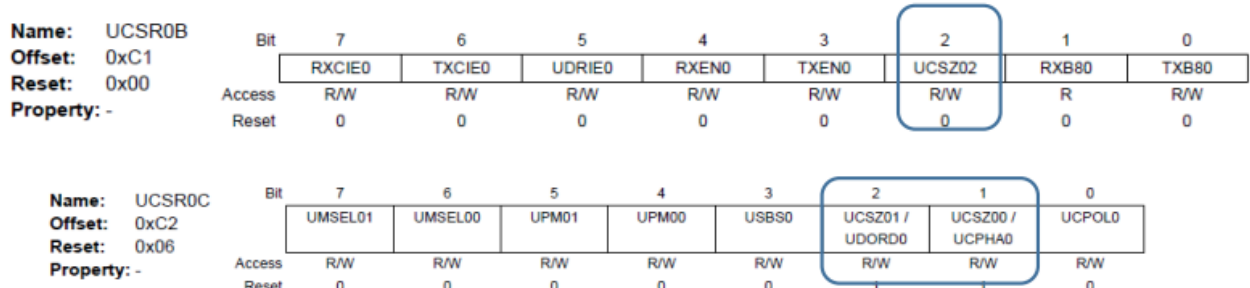 Name: UCSR0B
Offset: 0xC1
Reset: 0x00
Property: -
Bit 7 6 5 4 3 2 1 0
RXCIE0 TXCIE0 UDRIE0 RXEN0 TXEN0 UCSZ02 RXB80 TXB80
Access R/W R/W R/W R/W R/W R/W R R/W
Reset 0 0 0 0 0 0 0 0
Name: UCSR0C
Offset: 0xC2
Reset: 0x06
Property: -
Bit 7 6 5 4 3 2 1 0
UMSEL01 UMSEL00 UPM01 UPM00 USBS0 UCSZ01 / UCSZ00 / UCPOL0
UDORD0 UCPHA0
Access R/W R/W R/W R/W R/W R/W R/W R/W
Reset 0 0 0 0 0 0